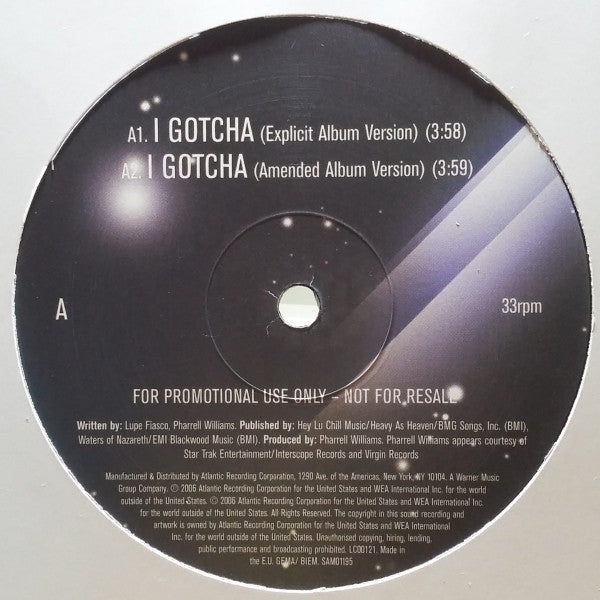 A1. I GOTCHA (Explicit Album Version) (3:58)
A2. I GOTCHA (Amended Album Version) (3:59)
A
33rpm
FOR PROMOTIONAL USE ONLY – NOT FOR RESALE
Written by: Lupe Fiasco, Pharrell Williams. Published by: Hey Lu Chill Music/Heavy As Heaven/BMG Songs, Inc. (BMI),
Waters of Nazareth/EMI Blackwood Music (BMI). Produced by: Pharrell Williams. Pharrell Williams appears courtesy of
Star Trak Entertainment/Interscope Records and Virgin Records
Manufactured & Distributed by Atlantic Recording Corporation, 1290 Ave. of the Americas, New York, NY 10104. A Warner Music
Group Company. ℗ 2006 Atlantic Recording Corporation for the United States and WEA International Inc. for the world
outside of the United States. © 2006 Atlantic Recording Corporation for the United States and WEA International Inc. for the world
outside of the United States. All Rights Reserved. The copyright in this sound recording and
artwork is owned by Atlantic Recording Corporation for the United States and WEA International
Inc. for the world outside of the United States. Unauthorised copying, hiring, lending,
public performance and broadcasting prohibited. LC00121. Made in
the E.U. GEMA/ BIEM. SAM01195